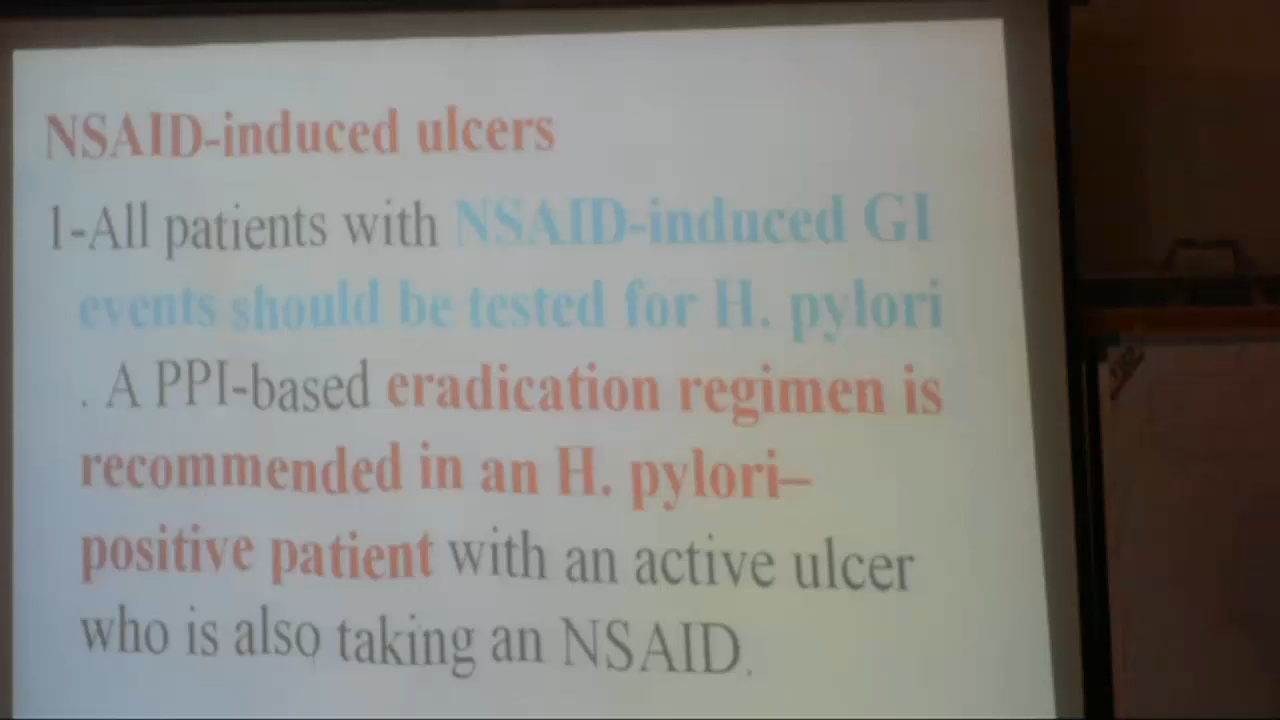 NSAID-induced ulcers
1-All patients with NSAID-induced GI
events should be tested for H. pylori
. A PPI-based eradication regimen is
recommended in an H. pylori–
positive patient with an active ulcer
who is also taking an NSAID.